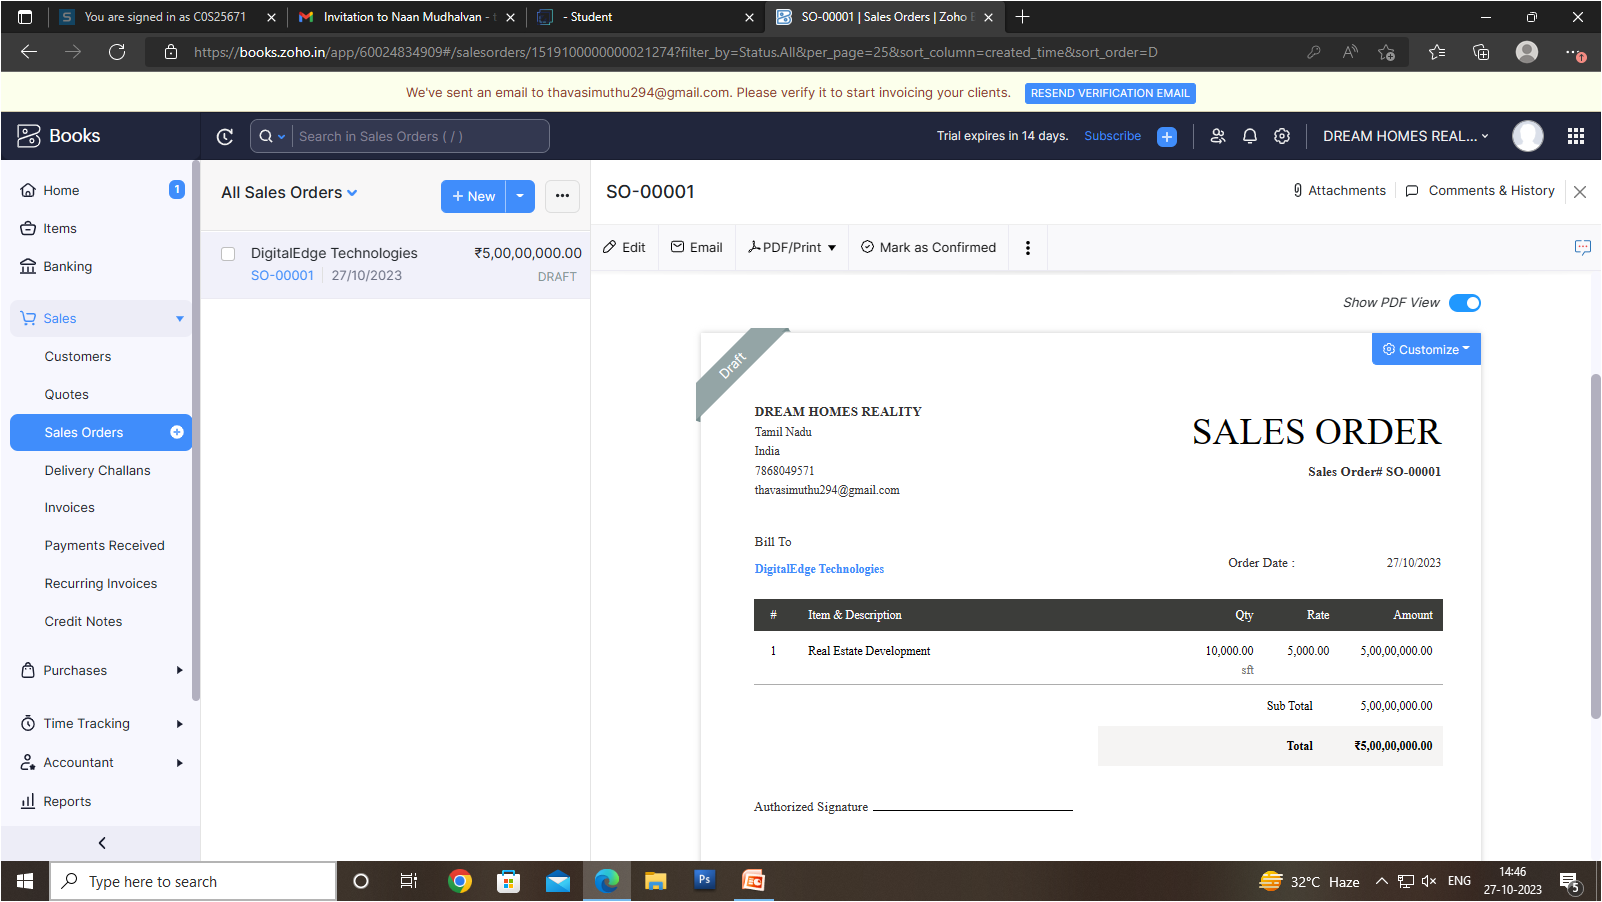 You are signed in as C0S25671
Invitation to Naan Mudhalvan -
- Student
SO-00001 | Sales Orders | Zoho
https://books.zoho.in/app/60024834909#/salesorders/1519100000000021274?filter_by=Status.All&per_page=25&sort_column=created_time&sort_order=D
We've sent an email to thavasimuthu294@gmail.com. Please verify it to start invoicing your clients. RESEND VERIFICATION EMAIL
Books
Search in Sales Orders ( / )
Trial expires in 14 days. Subscribe
DREAM HOMES REAL...
Home 1
Items
Banking
Sales
Customers
Quotes
Sales Orders
Delivery Challans
Invoices
Payments Received
Recurring Invoices
Credit Notes
Purchases
Time Tracking
Accountant
Reports
All Sales Orders
+ New
DigitalEdge Technologies ₹5,00,00,000.00
SO-00001 27/10/2023
DRAFT
SO-00001
Attachments Comments & History
Edit Email PDF/Print Mark as Confirmed
Show PDF View
Draft
Customize
DREAM HOMES REALITY
Tamil Nadu
India
7868049571
thavasimuthu294@gmail.com
SALES ORDER
Sales Order# SO-00001
Bill To
DigitalEdge Technologies
Order Date : 27/10/2023
# Item & Description Qty Rate Amount
1 Real Estate Development 10,000.00 5,000.00 5,00,00,000.00
sft
Sub Total 5,00,00,000.00
Total ₹5,00,00,000.00
Authorized Signature
Type here to search
Ps
32°C Haze
ENG
14:46
27-10-2023
5